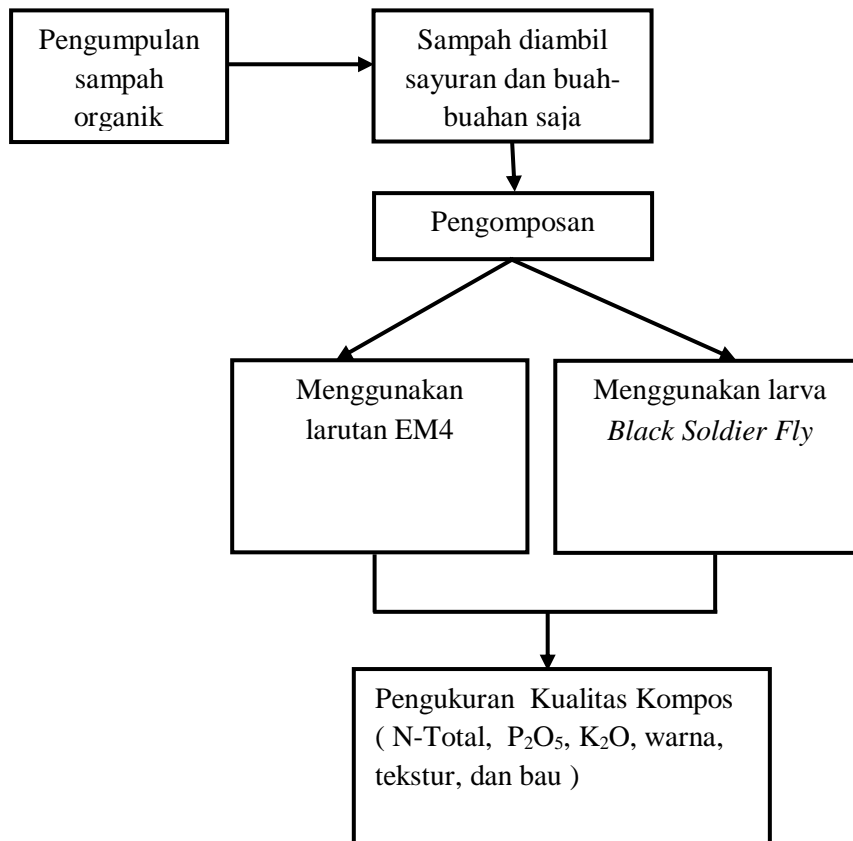 Pengumpulan
sampah
organik
Sampah diambil
sayuran dan buah-
buahan saja
Pengomposan
Menggunakan
larutan EM4
Menggunakan larva
Black Soldier Fly
Pengukuran Kualitas Kompos
( N-Total, P₂O₅, K₂O, warna,
tekstur, dan bau )